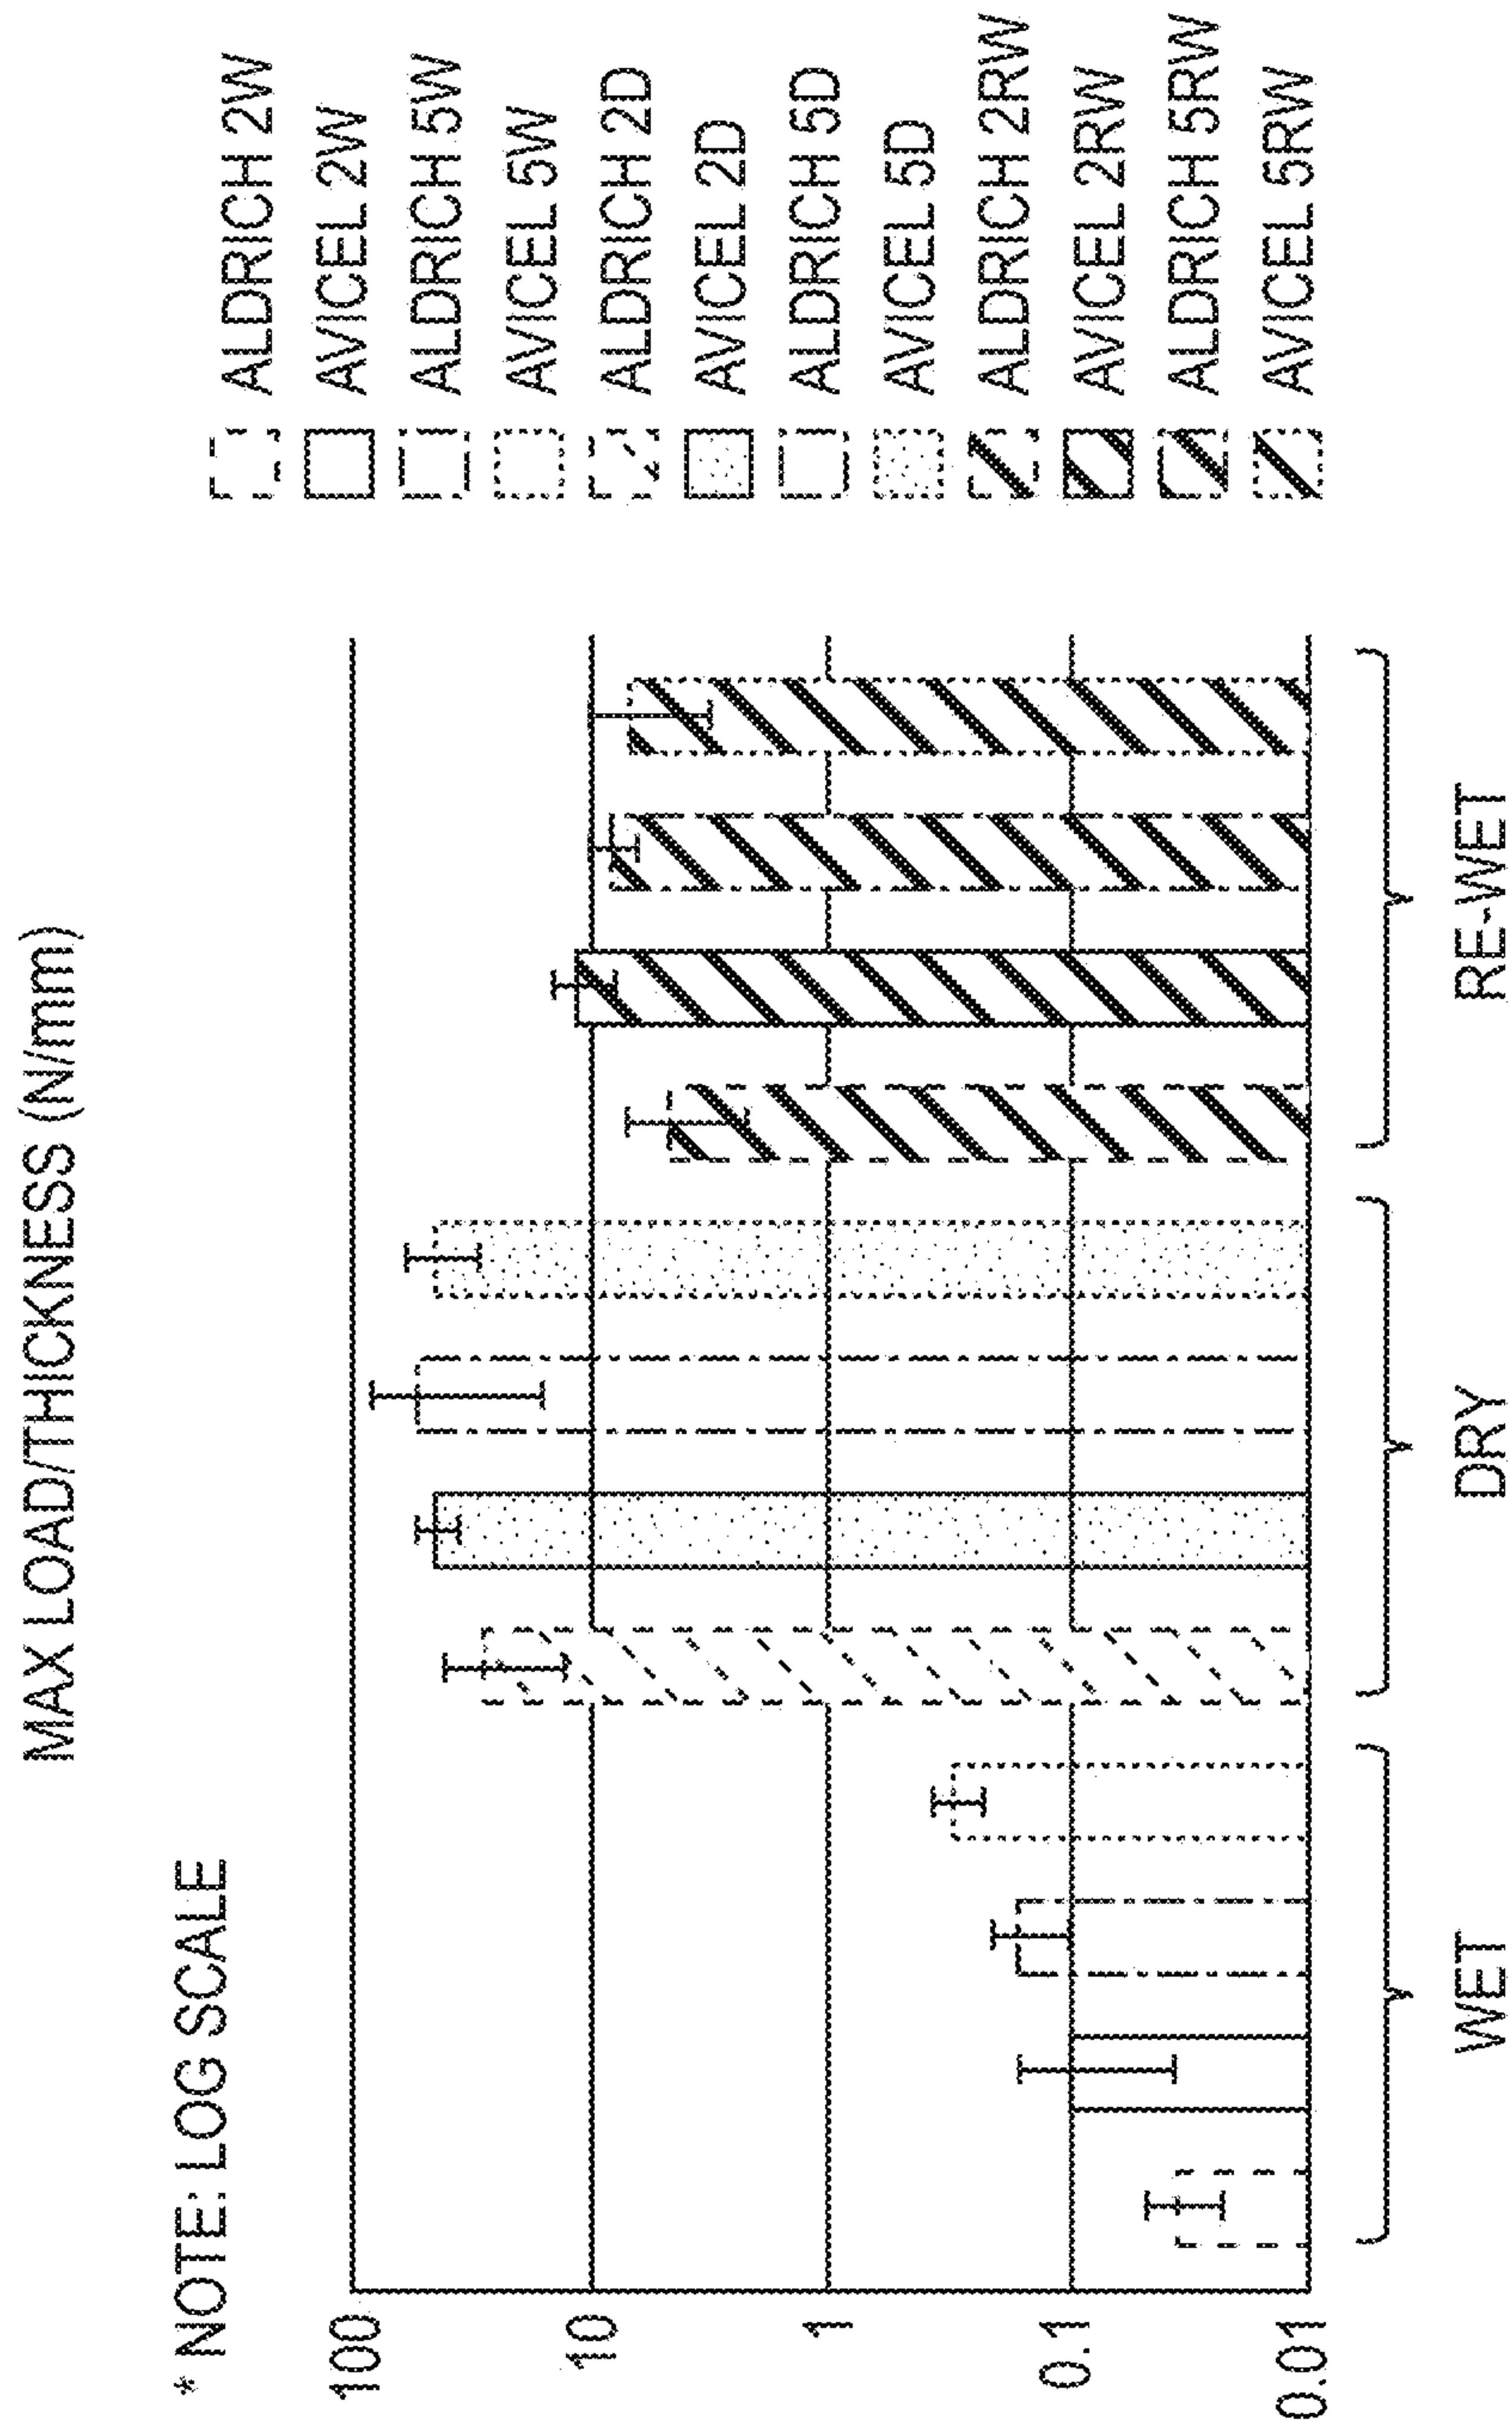 MAX LOAD/THICKNESS (N/mm)
* NOTE: LOG SCALE
100
10
1
0.1
0.01
WET
DRY
RE-WET
ALDRICH 2W
AVICEL 2W
ALDRICH 5W
AVICEL 5W
ALDRICH 2D
AVICEL 2D
ALDRICH 5D
AVICEL 5D
ALDRICH 2RW
AVICEL 2RW
ALDRICH 5RW
AVICEL 5RW